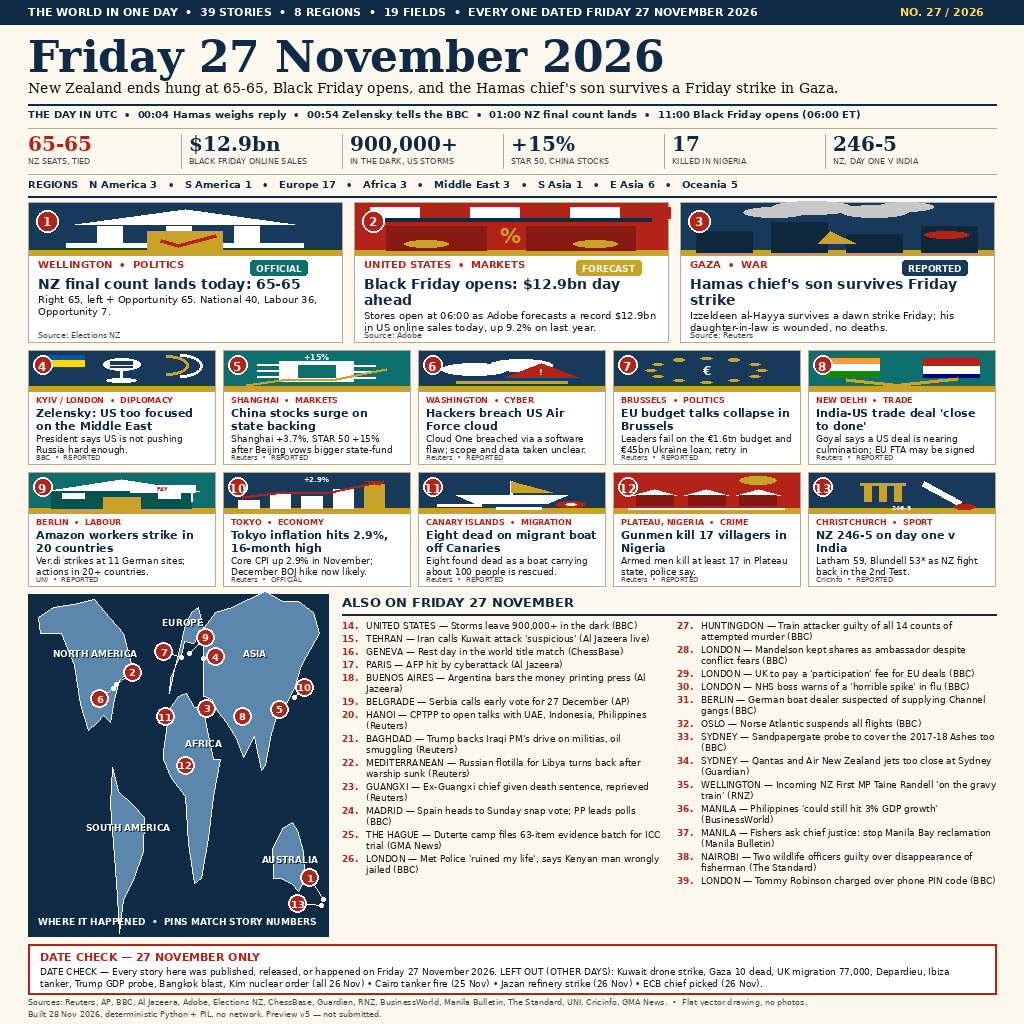 THE WORLD IN ONE DAY • 39 STORIES • 8 REGIONS • 19 FIELDS • EVERY ONE DATED FRIDAY 27 NOVEMBER 2026
NO. 27 / 2026
Friday 27 November 2026
New Zealand ends hung at 65-65, Black Friday opens, and the Hamas chief's son survives a Friday strike in Gaza.
THE DAY IN UTC • 00:04 Hamas weighs reply • 00:54 Zelensky tells the BBC • 01:00 NZ final count lands • 11:00 Black Friday opens (06:00 ET)
65-65
NZ SEATS, TIED
$12.9bn
BLACK FRIDAY ONLINE SALES
900,000+
IN THE DARK, US STORMS
+15%
STAR 50, CHINA STOCKS
17
KILLED IN NIGERIA
246-5
NZ, DAY ONE V INDIA
REGIONS N America 3 • S America 1 • Europe 17 • Africa 3 • Middle East 3 • S Asia 1 • E Asia 6 • Oceania 5
1
WELLINGTON • POLITICS
OFFICIAL
NZ final count lands today: 65-65
Right 65, left + Opportunity 65. National 40, Labour 36,
Opportunity 7.
Source: Elections NZ
2
%
UNITED STATES • MARKETS
FORECAST
Black Friday opens: $12.9bn day
ahead
Stores open at 06:00 as Adobe forecasts a record $12.9bn
in US online sales today, up 9.2% on last year.
Source: Adobe
3
GAZA • WAR
REPORTED
Hamas chief's son survives Friday
strike
Izzeldeen al-Hayya survives a dawn strike Friday; his
daughter-in-law is wounded, no deaths.
Source: Reuters
4
KYIV / LONDON • DIPLOMACY
Zelensky: US too focused
on the Middle East
President says US is not pushing
Russia hard enough.
BBC • REPORTED
5
+15%
SHANGHAI • MARKETS
China stocks surge on
state backing
Shanghai +3.7%, STAR 50 +15%
after Beijing vows bigger state-fund
Reuters • REPORTED
6
!
WASHINGTON • CYBER
Hackers breach US Air
Force cloud
Cloud One breached via a software
flaw; scope and data taken unclear.
Reuters • REPORTED
7
€
BRUSSELS • POLITICS
EU budget talks collapse in
Brussels
Leaders fail on the €1.6tn budget and
€45bn Ukraine loan; retry in
Reuters • REPORTED
8
NEW DELHI • TRADE
India-US trade deal 'close
to done'
Goyal says a US deal is nearing
culmination; EU FTA may be signed
Reuters • REPORTED
9
PAY
BERLIN • LABOUR
Amazon workers strike in
20 countries
Ver.di strikes at 11 German sites;
actions in 20+ countries.
UNI • REPORTED
10
+2.9%
TOKYO • ECONOMY
Tokyo inflation hits 2.9%,
16-month high
Core CPI up 2.9% in November;
December BOJ hike now likely.
Reuters • OFFICIAL
11
CANARY ISLANDS • MIGRATION
Eight dead on migrant boat
off Canaries
Eight found dead as a boat carrying
about 100 people is rescued.
Reuters • REPORTED
12
PLATEAU, NIGERIA • CRIME
Gunmen kill 17 villagers in
Nigeria
Armed men kill at least 17 in Plateau
state, police say.
Reuters • REPORTED
13
246-5
CHRISTCHURCH • SPORT
NZ 246-5 on day one v
India
Latham 59, Blundell 53* as NZ fight
back in the 2nd Test.
Cricinfo • REPORTED
EUROPE
NORTH AMERICA
ASIA
AFRICA
SOUTH AMERICA
AUSTRALIA
9
7
4
2
6
10
11
3
8
5
12
1
13
WHERE IT HAPPENED • PINS MATCH STORY NUMBERS
ALSO ON FRIDAY 27 NOVEMBER
14. UNITED STATES — Storms leave 900,000+ in the dark (BBC)
15. TEHRAN — Iran calls Kuwait attack 'suspicious' (Al Jazeera live)
16. GENEVA — Rest day in the world title match (ChessBase)
17. PARIS — AFP hit by cyberattack (Al Jazeera)
18. BUENOS AIRES — Argentina bars the money printing press (Al
Jazeera)
19. BELGRADE — Serbia calls early vote for 27 December (AP)
20. HANOI — CPTPP to open talks with UAE, Indonesia, Philippines
(Reuters)
21. BAGHDAD — Trump backs Iraqi PM's drive on militias, oil
smuggling (Reuters)
22. MEDITERRANEAN — Russian flotilla for Libya turns back after
warship sunk (Reuters)
23. GUANGXI — Ex-Guangxi chief given death sentence, reprieved
(Reuters)
24. MADRID — Spain heads to Sunday snap vote; PP leads polls
(BBC)
25. THE HAGUE — Duterte camp files 63-item evidence batch for ICC
trial (GMA News)
26. LONDON — Met Police 'ruined my life', says Kenyan man wrongly
jailed (BBC)
27. HUNTINGDON — Train attacker guilty of all 14 counts of
attempted murder (BBC)
28. LONDON — Mandelson kept shares as ambassador despite
conflict fears (BBC)
29. LONDON — UK to pay a 'participation' fee for EU deals (BBC)
30. LONDON — NHS boss warns of a 'horrible spike' in flu (BBC)
31. BERLIN — German boat dealer suspected of supplying Channel
gangs (BBC)
32. OSLO — Norse Atlantic suspends all flights (BBC)
33. SYDNEY — Sandpapergate probe to cover the 2017-18 Ashes too
(BBC)
34. SYDNEY — Qantas and Air New Zealand jets too close at Sydney
(Guardian)
35. WELLINGTON — Incoming NZ First MP Taine Randell 'on the gravy
train' (RNZ)
36. MANILA — Philippines 'could still hit 3% GDP growth'
(BusinessWorld)
37. MANILA — Fishers ask chief justice: stop Manila Bay reclamation
(Manila Bulletin)
38. NAIROBI — Two wildlife officers guilty over disappearance of
fisherman (The Standard)
39. LONDON — Tommy Robinson charged over phone PIN code (BBC)
DATE CHECK — 27 NOVEMBER ONLY
DATE CHECK — Every story here was published, released, or happened on Friday 27 November 2026. LEFT OUT (OTHER DAYS): Kuwait drone strike, Gaza 10 dead, UK migration 77,000, Depardieu, Ibiza
tanker, Trump GDP probe, Bangkok blast, Kim nuclear order (all 26 Nov) • Cairo tanker fire (25 Nov) • Jazan refinery strike (26 Nov) • ECB chief picked (26 Nov).
Sources: Reuters, AP, BBC, Al Jazeera, Adobe, Elections NZ, ChessBase, Guardian, RNZ, BusinessWorld, Manila Bulletin, The Standard, UNI, Cricinfo, GMA News. • Flat vector drawing, no photos.
Built 28 Nov 2026, deterministic Python + PIL, no network. Preview v5 — not submitted.